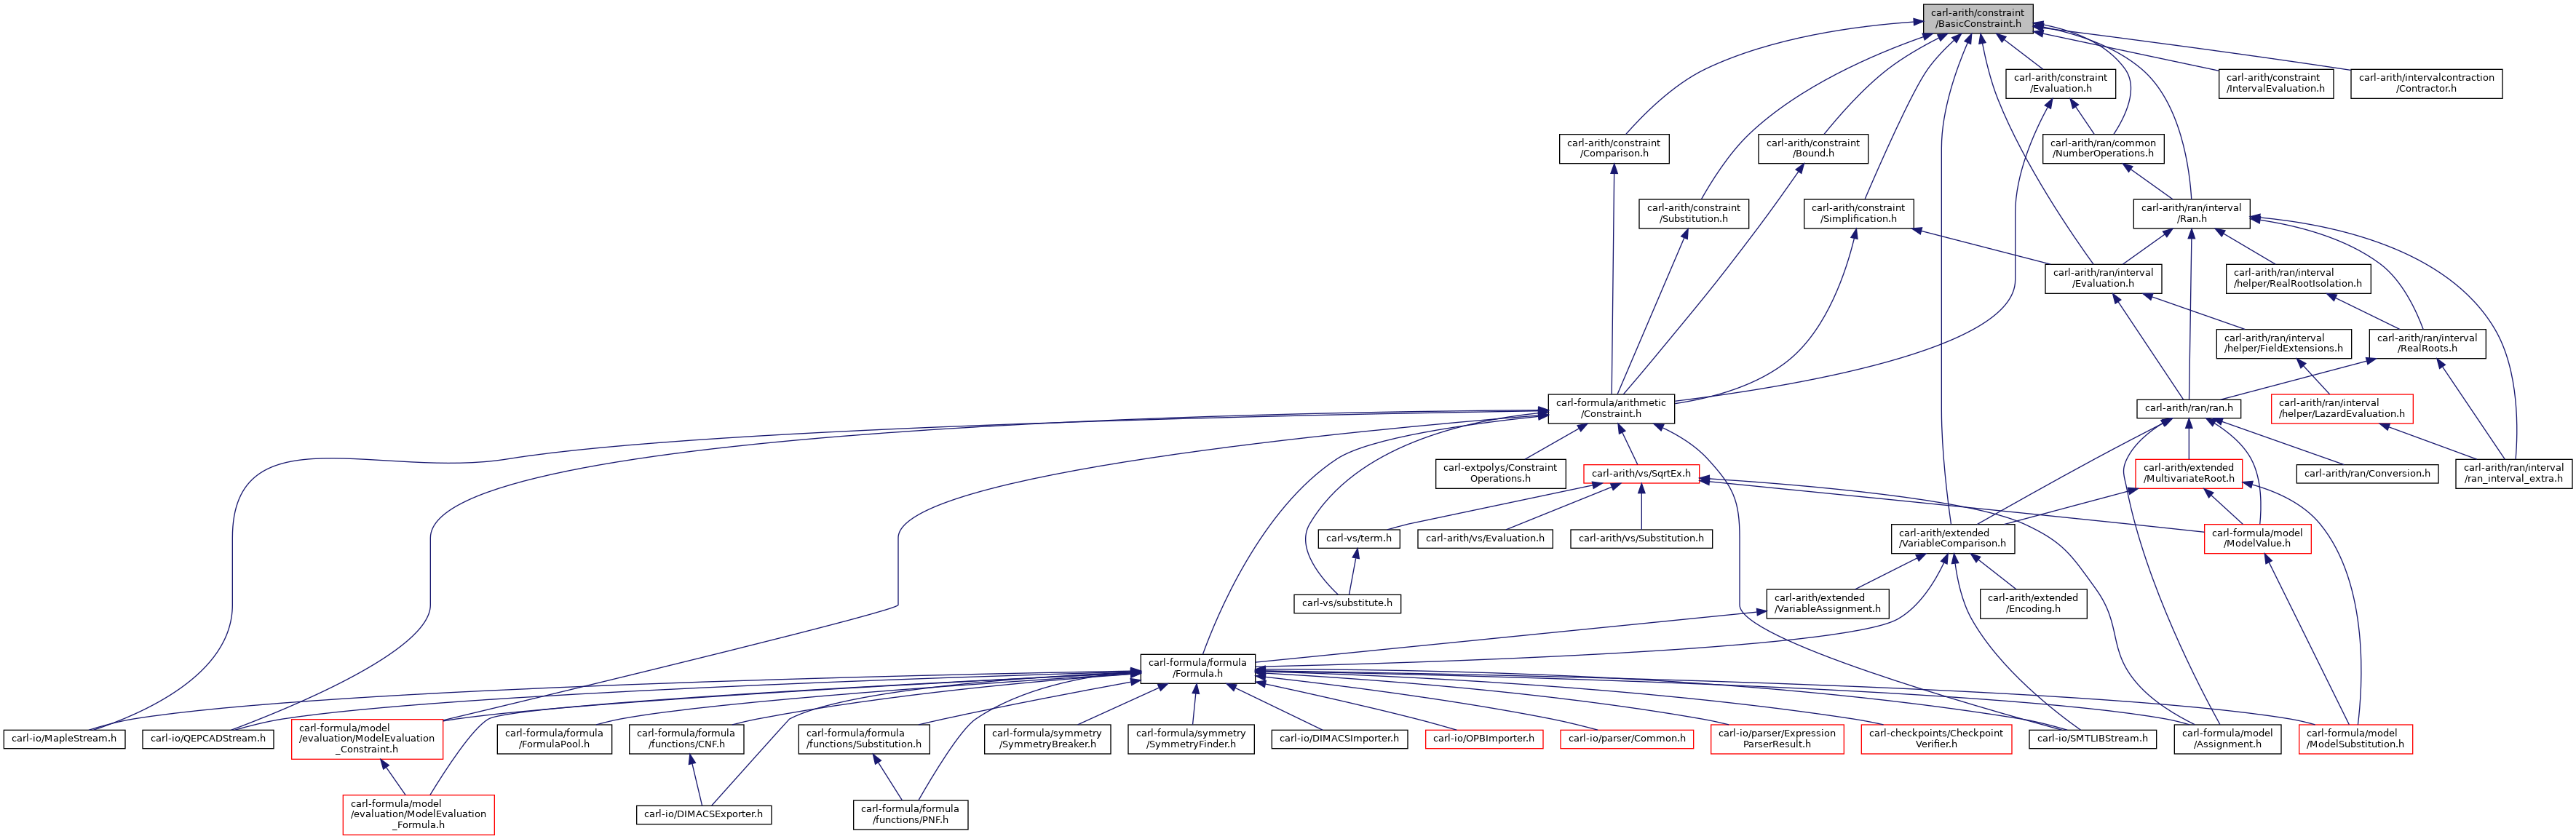 carl-arith/constraint
/BasicConstraint.h
carl-arith/constraint
/Evaluation.h
carl-arith/constraint
/IntervalEvaluation.h
carl-arith/intervalcontraction
/Contractor.h
carl-arith/constraint
/Comparison.h
carl-arith/constraint
/Bound.h
carl-arith/ran/common
/NumberOperations.h
carl-arith/constraint
/Substitution.h
carl-arith/constraint
/Simplification.h
carl-arith/ran/interval
/Ran.h
carl-arith/ran/interval
/Evaluation.h
carl-arith/ran/interval
/helper/RealRootIsolation.h
carl-arith/ran/interval
/helper/FieldExtensions.h
carl-arith/ran/interval
/RealRoots.h
carl-formula/arithmetic
/Constraint.h
carl-arith/ran/ran.h
carl-arith/ran/interval
/helper/LazardEvaluation.h
carl-extpolys/Constraint
Operations.h
carl-arith/vs/SqrtEx.h
carl-arith/extended
/MultivariateRoot.h
carl-arith/ran/Conversion.h
carl-arith/ran/interval
/ran_interval_extra.h
carl-vs/term.h
carl-arith/vs/Evaluation.h
carl-arith/vs/Substitution.h
carl-arith/extended
/VariableComparison.h
carl-formula/model
/ModelValue.h
carl-vs/substitute.h
carl-arith/extended
/VariableAssignment.h
carl-arith/extended
/Encoding.h
carl-formula/formula
/Formula.h
carl-io/MapleStream.h
carl-io/QEPCADStream.h
carl-formula/model
/evaluation/ModelEvaluation
_Constraint.h
carl-formula/formula
/FormulaPool.h
carl-formula/formula
/functions/CNF.h
carl-formula/formula
/functions/Substitution.h
carl-formula/symmetry
/SymmetryBreaker.h
carl-formula/symmetry
/SymmetryFinder.h
carl-io/DIMACSImporter.h
carl-io/OPBImporter.h
carl-io/parser/Common.h
carl-io/parser/Expression
ParserResult.h
carl-checkpoints/Checkpoint
Verifier.h
carl-io/SMTLIBStream.h
carl-formula/model
/Assignment.h
carl-formula/model
/ModelSubstitution.h
carl-formula/model
/evaluation/ModelEvaluation
_Formula.h
carl-io/DIMACSExporter.h
carl-formula/formula
/functions/PNF.h